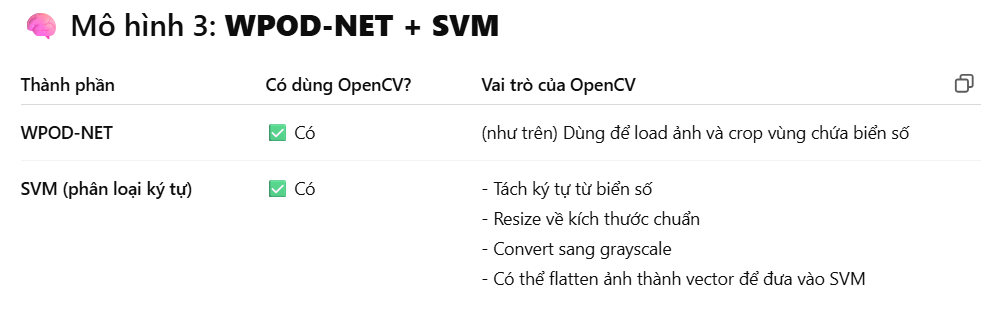 🧠 Mô hình 3: WPOD-NET + SVM
Thành phần Có dùng OpenCV? Vai trò của OpenCV
WPOD-NET ✅ Có (như trên) Dùng để load ảnh và crop vùng chứa biển số
SVM (phân loại ký tự) ✅ Có - Tách ký tự từ biển số
- Resize về kích thước chuẩn
- Convert sang grayscale
- Có thể flatten ảnh thành vector để đưa vào SVM